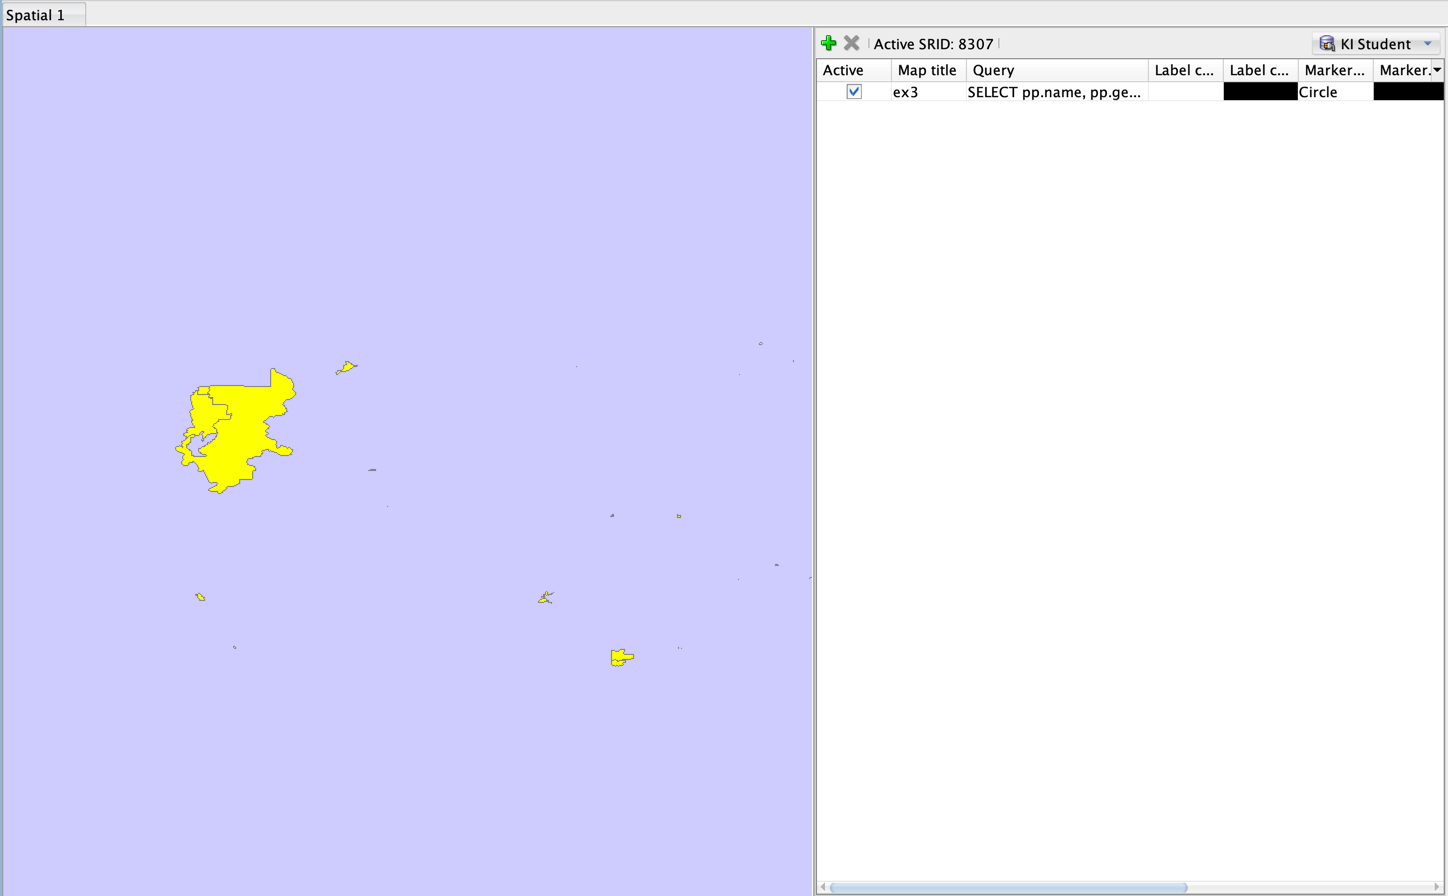 Spatial 1
Active SRID: 8307
KI Student
Active Map title Query Label c... Label c... Marker... Marker.
ex3 SELECT pp.name, pp.ge... Circle